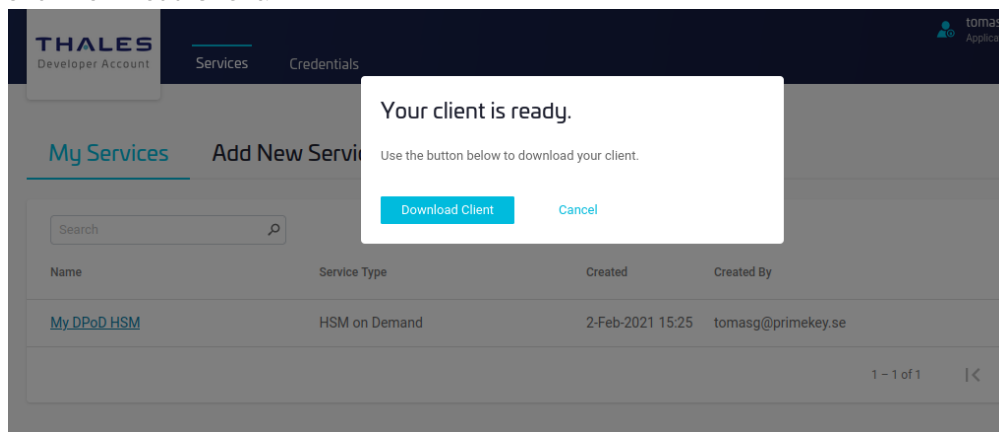 THALES
Developer Account
Services
Credentials
tomas
Applica
Your client is ready.
Use the button below to download your client.
Download Client
Cancel
My Services
Add New Servi
Search
Name
Service Type
Created
Created By
My DPoD HSM
HSM on Demand
2-Feb-2021 15:25
tomasg@primekey.se
1 – 1 of 1